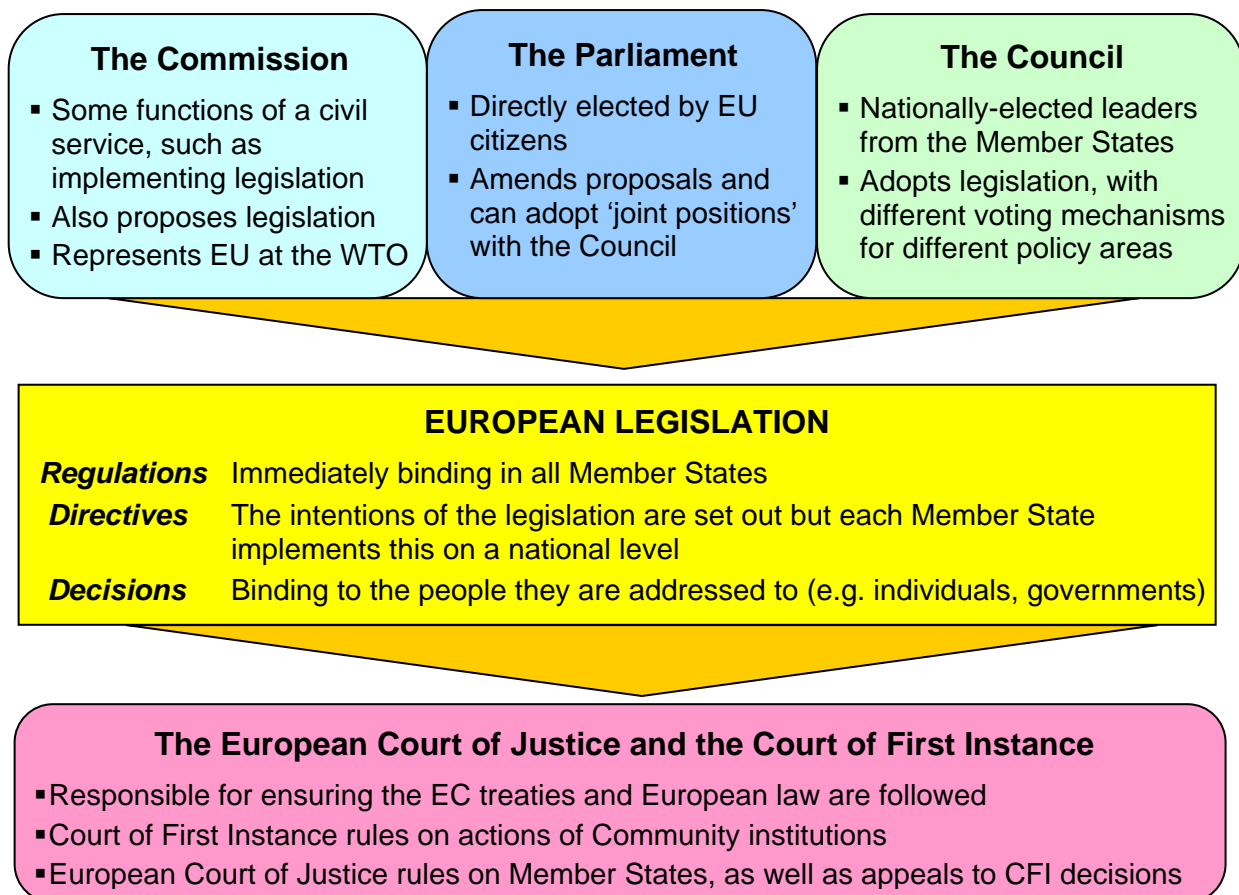 The Commission
▪ Some functions of a civil
service, such as
implementing legislation
▪ Also proposes legislation
▪ Represents EU at the WTO
The Parliament
▪ Directly elected by EU
citizens
▪ Amends proposals and
can adopt ‘joint positions’
with the Council
The Council
▪ Nationally-elected leaders
from the Member States
▪ Adopts legislation, with
different voting mechanisms
for different policy areas
EUROPEAN LEGISLATION
Regulations Immediately binding in all Member States
Directives The intentions of the legislation are set out but each Member State
implements this on a national level
Decisions Binding to the people they are addressed to (e.g. individuals, governments)
The European Court of Justice and the Court of First Instance
▪Responsible for ensuring the EC treaties and European law are followed
▪Court of First Instance rules on actions of Community institutions
▪European Court of Justice rules on Member States, as well as appeals to CFI decisions